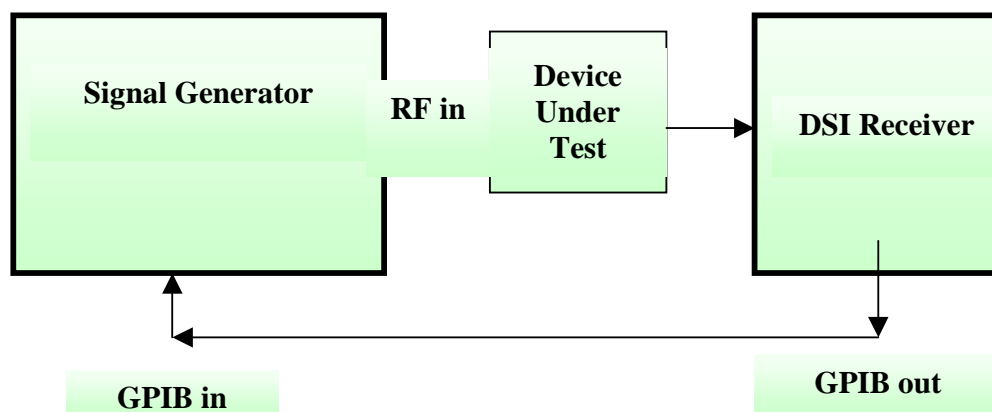 Signal Generator
RF in
Device
Under
Test
DSI Receiver
GPIB in
GPIB out